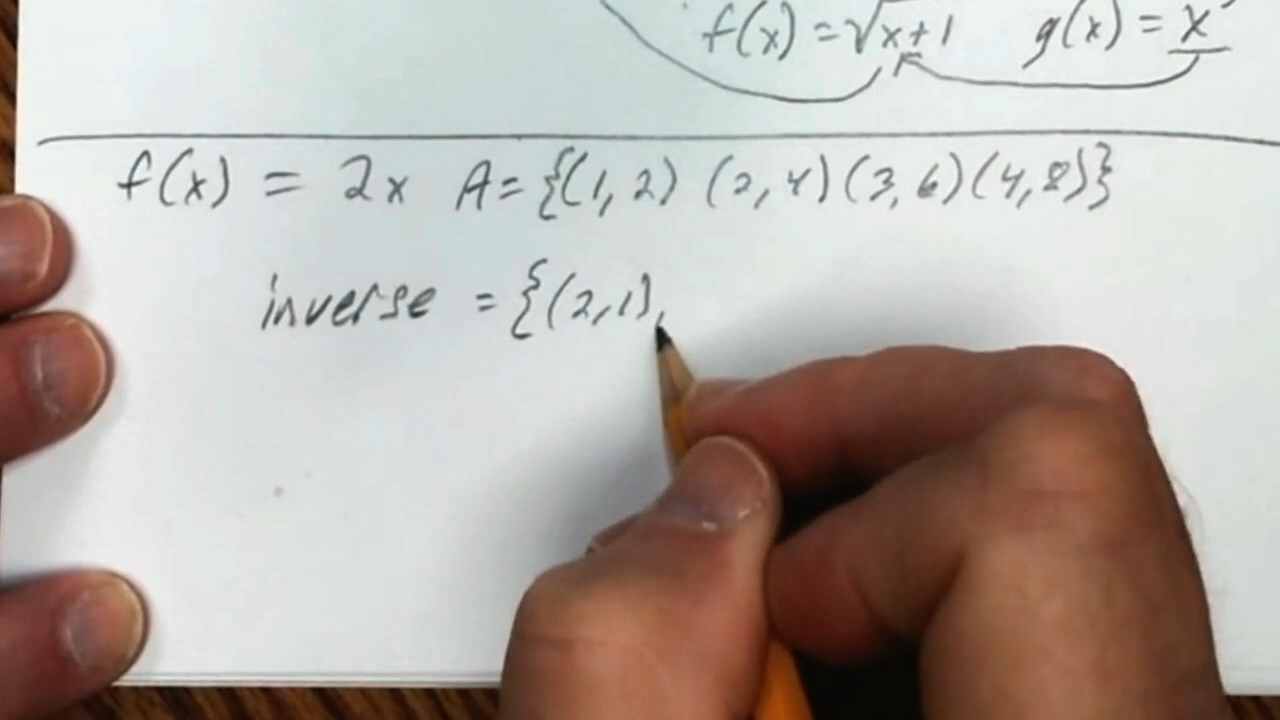 f(x) = √x+1 g(x) = x
f(x) = 2x A = {(1, 2) (2, 4) (3, 6) (4, 8)}
inverse = {(2, 1),